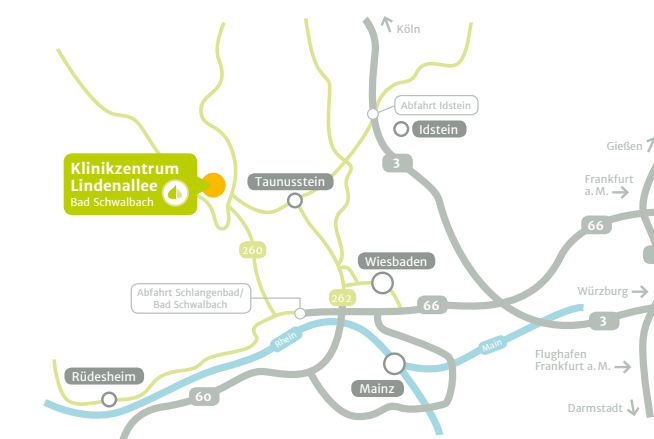 Köln
Abfahrt Idstein
Idstein
Gießen
3
Klinikzentrum
Lindenallee
Bad Schwalbach
Taunusstein
Frankfurt
a. M.
66
260
Wiesbaden
Abfahrt Schlangenbad/
Bad Schwalbach
262
66
Würzburg
3
Rhein
Main
Flughafen
Frankfurt a. M.
Rüdesheim
Mainz
60
Darmstadt